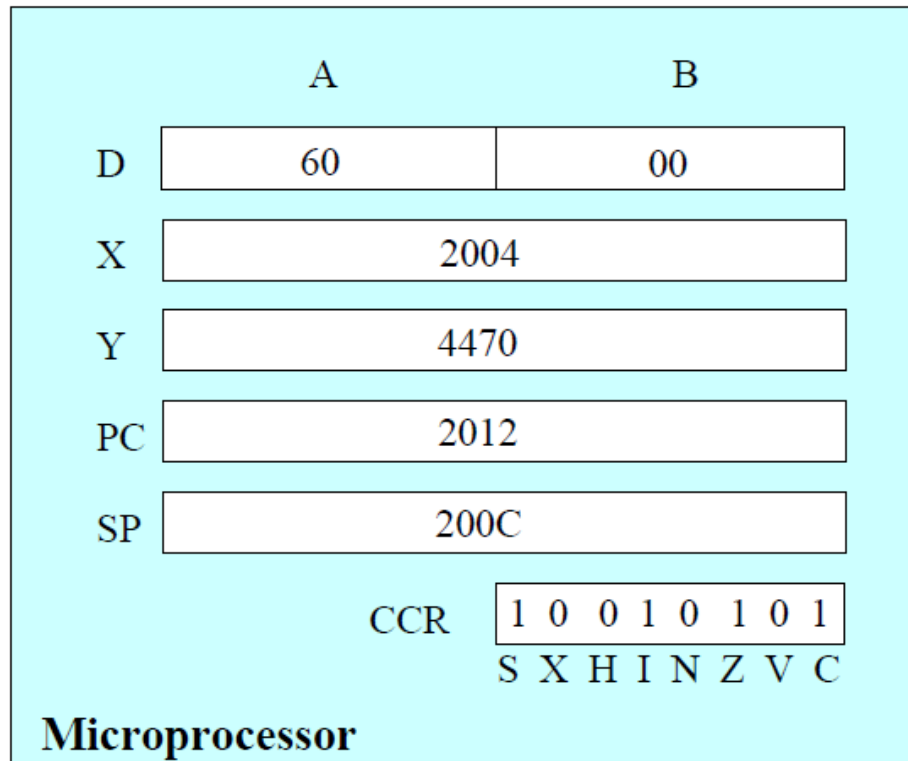 A B
D 60 00
X 2004
Y 4470
PC 2012
SP 200C
CCR 1 0 0 1 0 1 0 1
S X H I N Z V C
Microprocessor